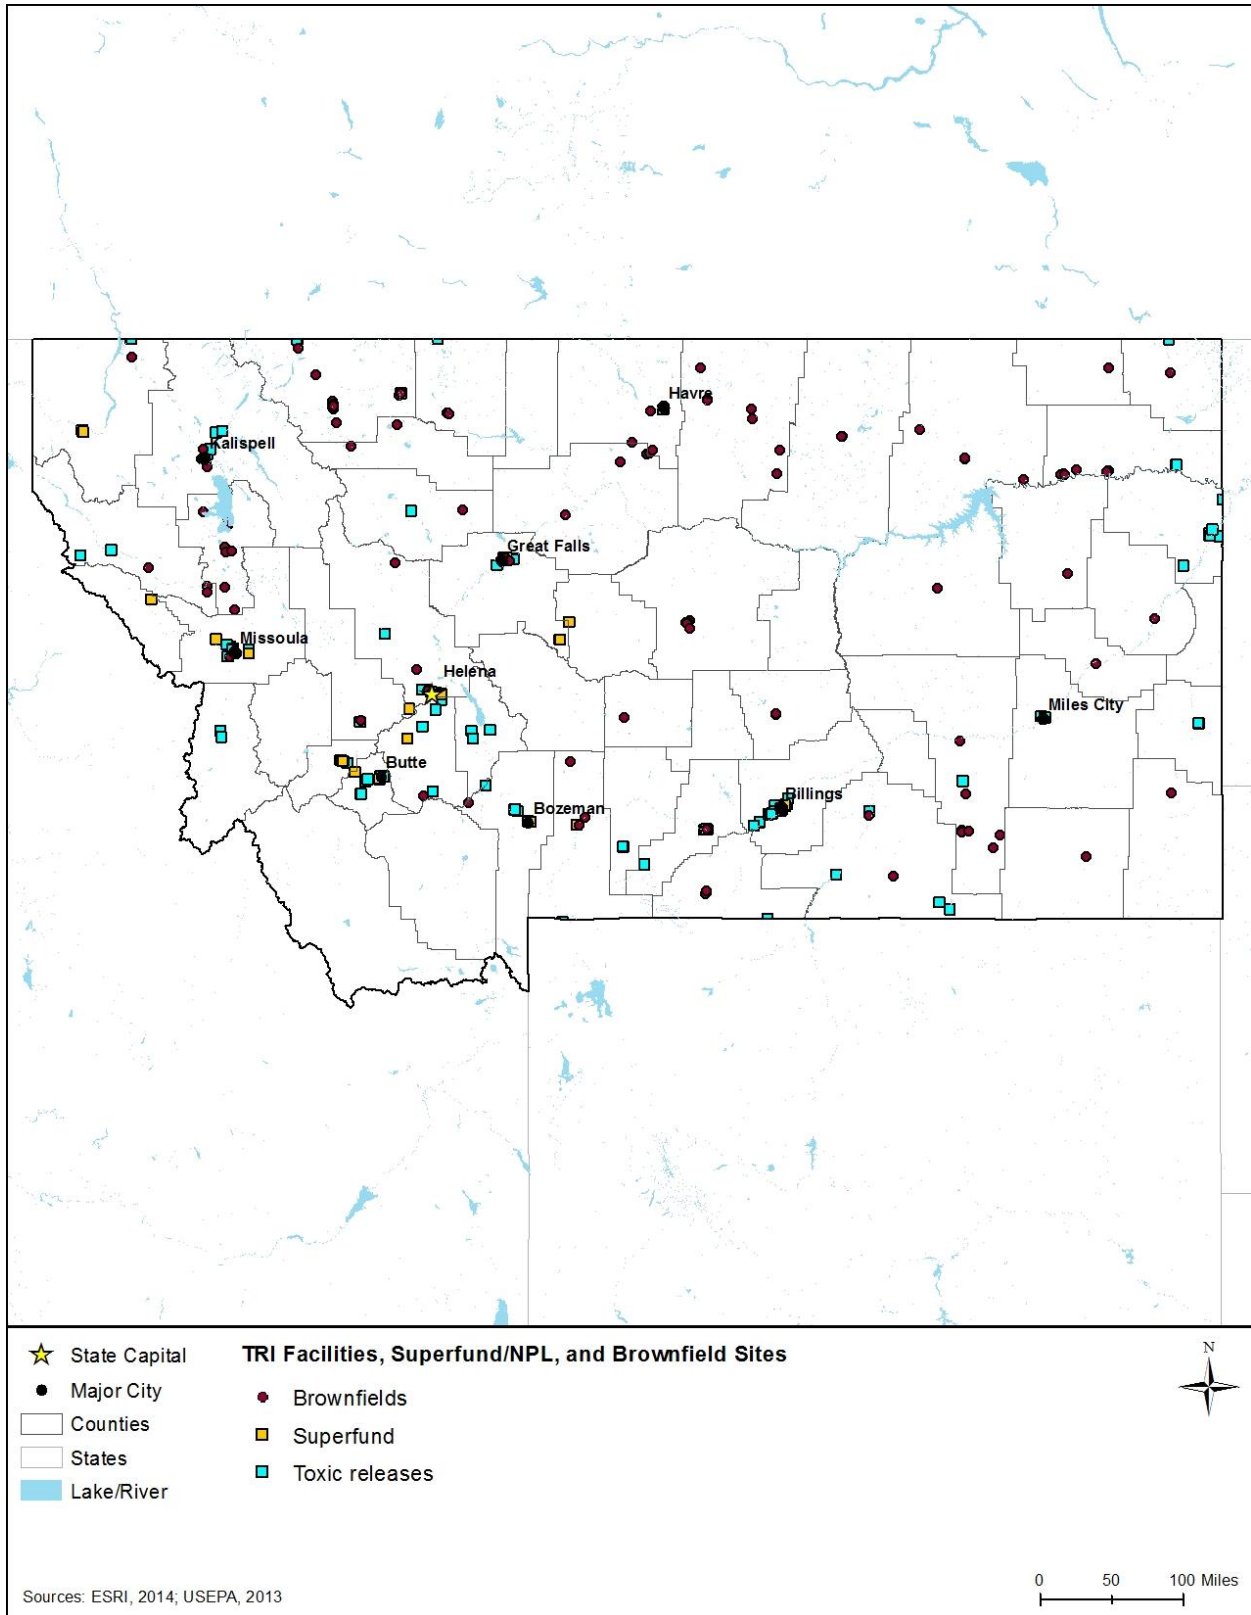 Havre
Kalispell
Great Falls
Missoula
Helena
Miles City
Butte
Billings
Bozeman
State Capital
Major City
Counties
States
Lake/River
TRI Facilities, Superfund/NPL, and Brownfield Sites
Brownfields
Superfund
Toxic releases
N
Sources: ESRI, 2014; USEPA, 2013
0 50 100 Miles